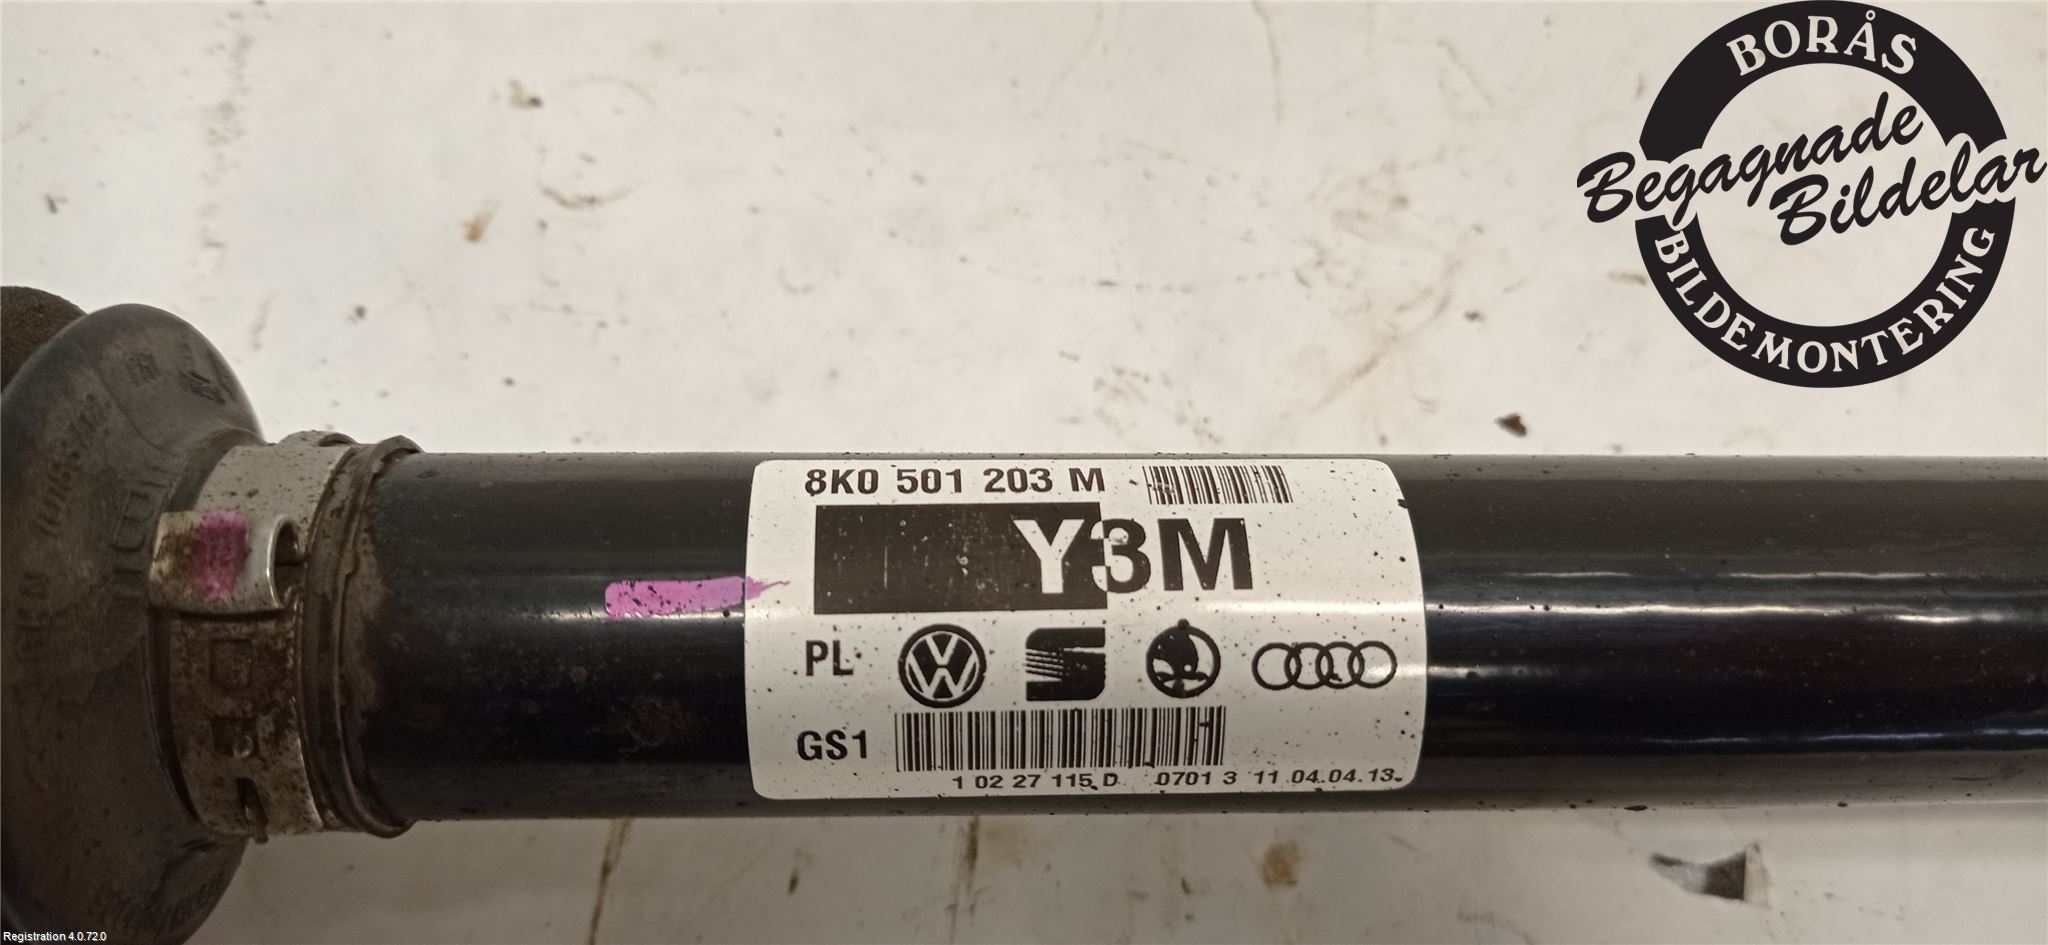 BORÅS
Begagnade
Bildelar
BILDEMONTERING
8K0 501 203 M
Y3M
PL
GS1
1 02 27 115 D 0701 3 11 04.04.13
Registration 4.0.72.0